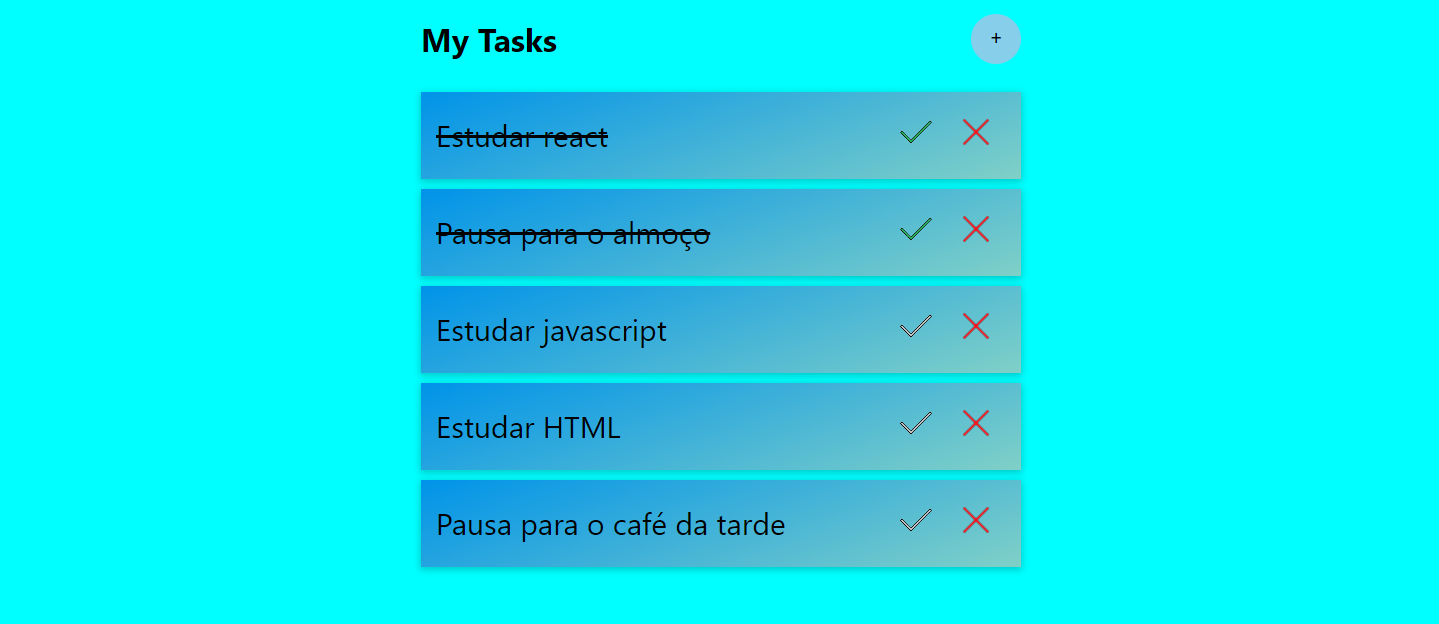 My Tasks
+
Estudar react
Pausa para o almoço
Estudar javascript
Estudar HTML
Pausa para o café da tarde